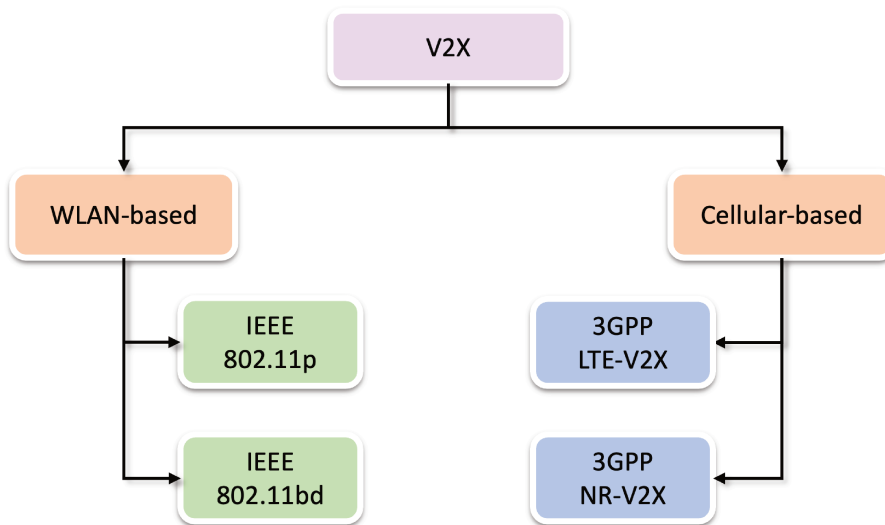 V2X
WLAN-based
Cellular-based
IEEE
802.11p
3GPP
LTE-V2X
IEEE
802.11bd
3GPP
NR-V2X